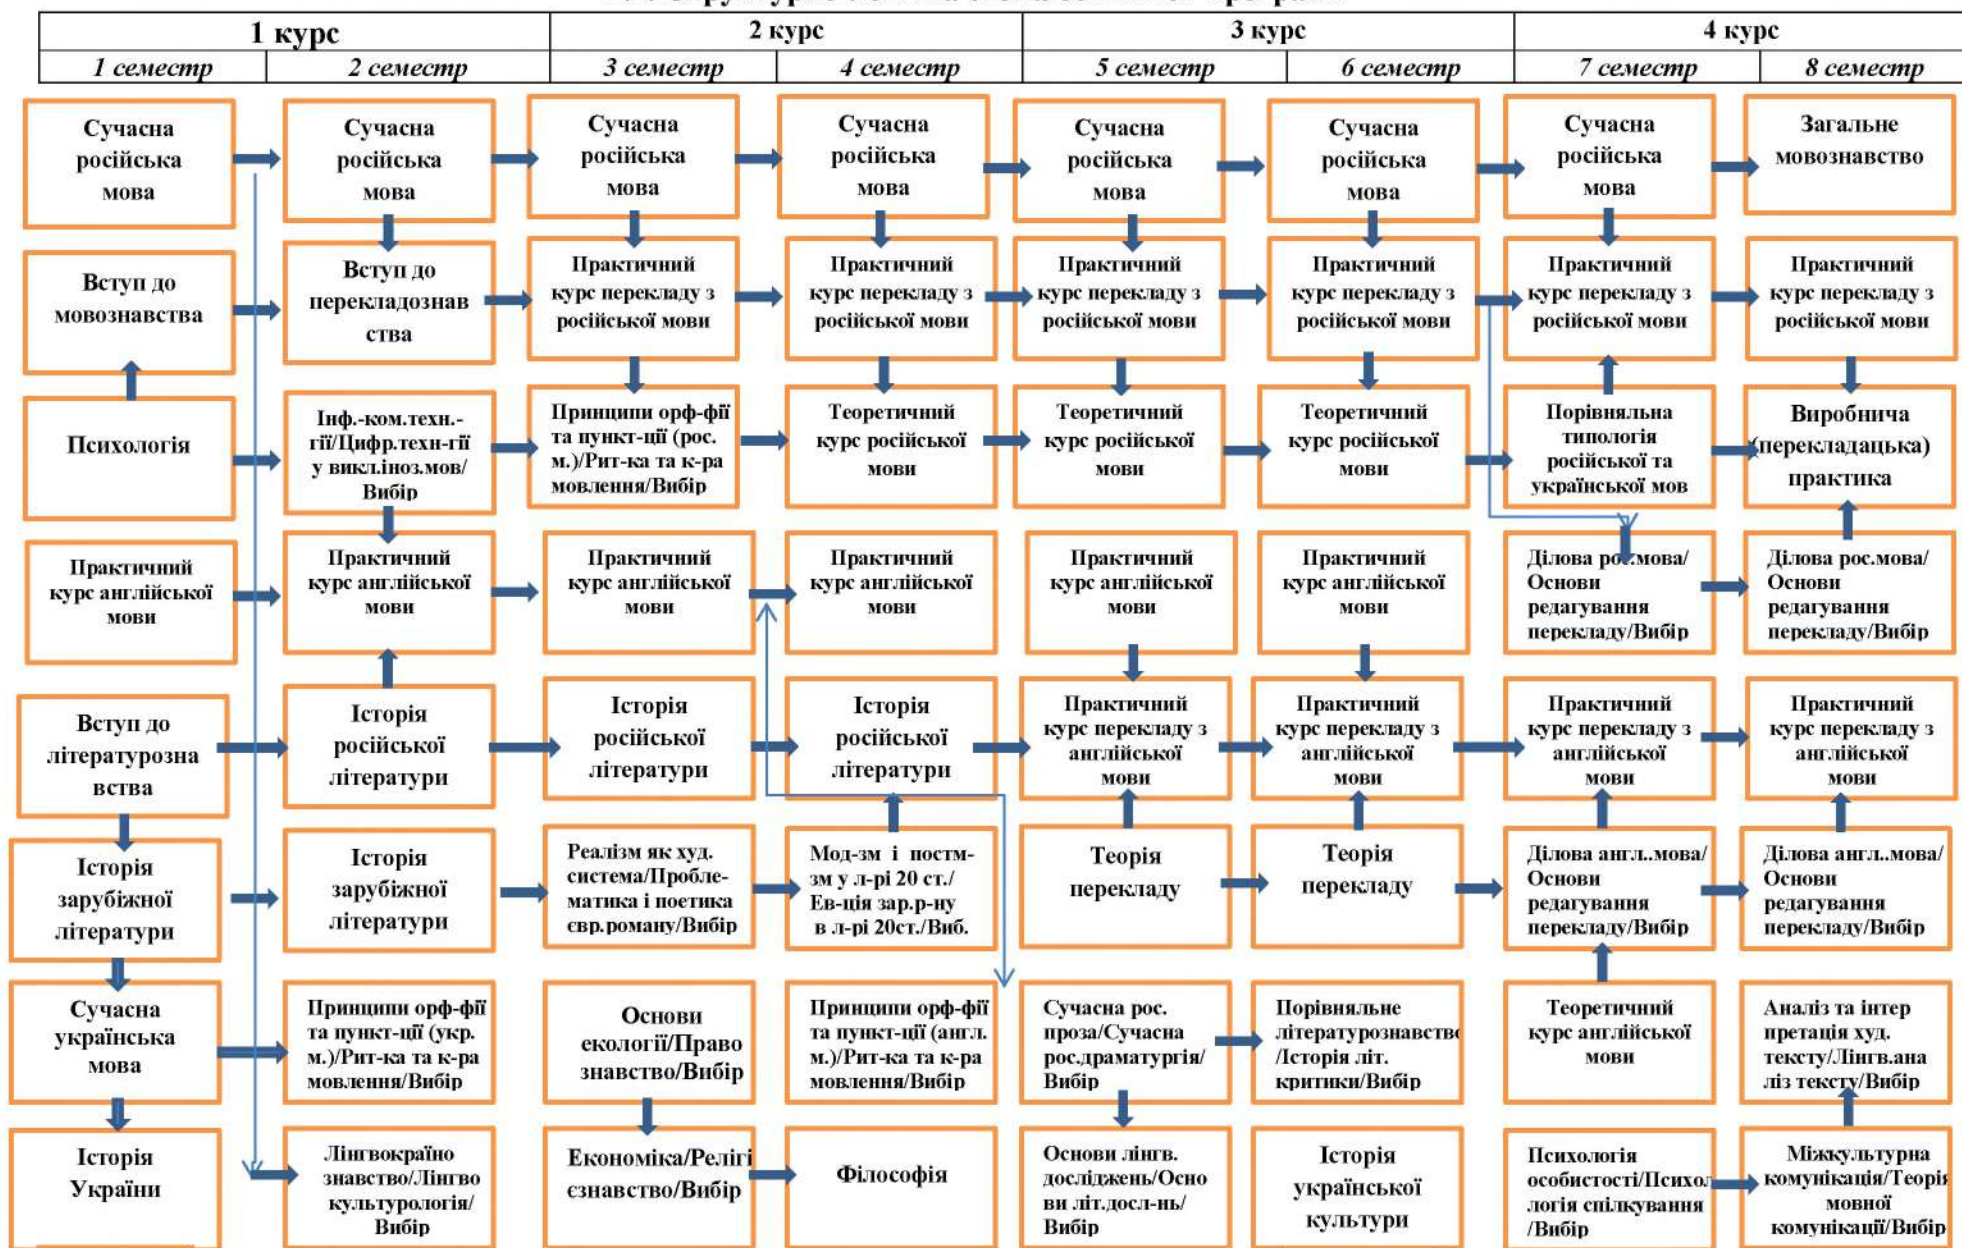 1 курс
2 курс
3 курс
4 курс
1 семестр
2 семестр
3 семестр
4 семестр
5 семестр
6 семестр
7 семестр
8 семестр
Сучасна
російська
мова
Сучасна
російська
мова
Сучасна
російська
мова
Сучасна
російська
мова
Сучасна
російська
мова
Сучасна
російська
мова
Сучасна
російська
мова
Загальне
мовознавство
Вступ до
мовознавства
Вступ до
перекладознав
ства
Практичний
курс перекладу з
російської мови
Практичний
курс перекладу з
російської мови
Практичний
курс перекладу з
російської мови
Практичний
курс перекладу з
російської мови
Практичний
курс перекладу з
російської мови
Практичний
курс перекладу з
російської мови
Психологія
Інф.-ком.техн.-
гії/Цифр.техн-гії
у викл.іноз.мов/
Вибір
Принципи орф-фії
та пункт-ції (рос.
м.)/Рит-ка та к-ра
мовлення/Вибір
Теоретичний
курс російської
мови
Теоретичний
курс російської
мови
Теоретичний
курс російської
мови
Порівняльна
типологія
російської та
української мов
Виробнича
(перекладацька)
практика
Практичний
курс англійської
мови
Практичний
курс англійської
мови
Практичний
курс англійської
мови
Практичний
курс англійської
мови
Практичний
курс англійської
мови
Практичний
курс англійської
мови
Ділова рос.мова/
Основи
редагування
перекладу/Вибір
Ділова рос.мова/
Основи
редагування
перекладу/Вибір
Вступ до
літературозна
вства
Історія
російської
літератури
Історія
російської
літератури
Історія
російської
літератури
Практичний
курс перекладу з
англійської
мови
Практичний
курс перекладу з
англійської
мови
Практичний
курс перекладу з
англійської
мови
Практичний
курс перекладу з
англійської
мови
Історія
зарубіжної
літератури
Історія
зарубіжної
літератури
Реалізм як худ.
система/Пробле-
матика і поетика
євр.роману/Вибір
Мод-зм і постм-
зм у л-рі 20 ст./
Ев-ція зар.р-ну
в л-рі 20ст./Виб.
Теорія
перекладу
Теорія
перекладу
Ділова англ..мова/
Основи
редагування
перекладу/Вибір
Ділова англ..мова/
Основи
редагування
перекладу/Вибір
Сучасна
українська
мова
Принципи орф-фії
та пункт-ції (укр.
м.)/Рит-ка та к-ра
мовлення/Вибір
Основи
екології/Право
знавство/Вибір
Принципи орф-фії
та пункт-ції (англ.
м.)/Рит-ка та к-ра
мовлення/Вибір
Сучасна рос.
проза/Сучасна
рос.драматургія/
Вибір
Порівняльне
літературознавство
/Історія літ.
критики/Вибір
Теоретичний
курс англійської
мови
Аналіз та інтер
претація худ.
тексту/Лінгв.ана
ліз тексту/Вибір
Історія
України
Лінгвокраїно
знавство/Лінгво
культурологія/
Вибір
Економіка/Релігі
єзнавство/Вибір
Філософія
Основи лінгв.
досліджень/Осно
ви літ.досл-нь/
Вибір
Історія
української
культури
Психологія
особистості/Психол
логія спілкування
/Вибір
Міжкультурна
комунікація/Теорія
мовної
комунікації/Вибір